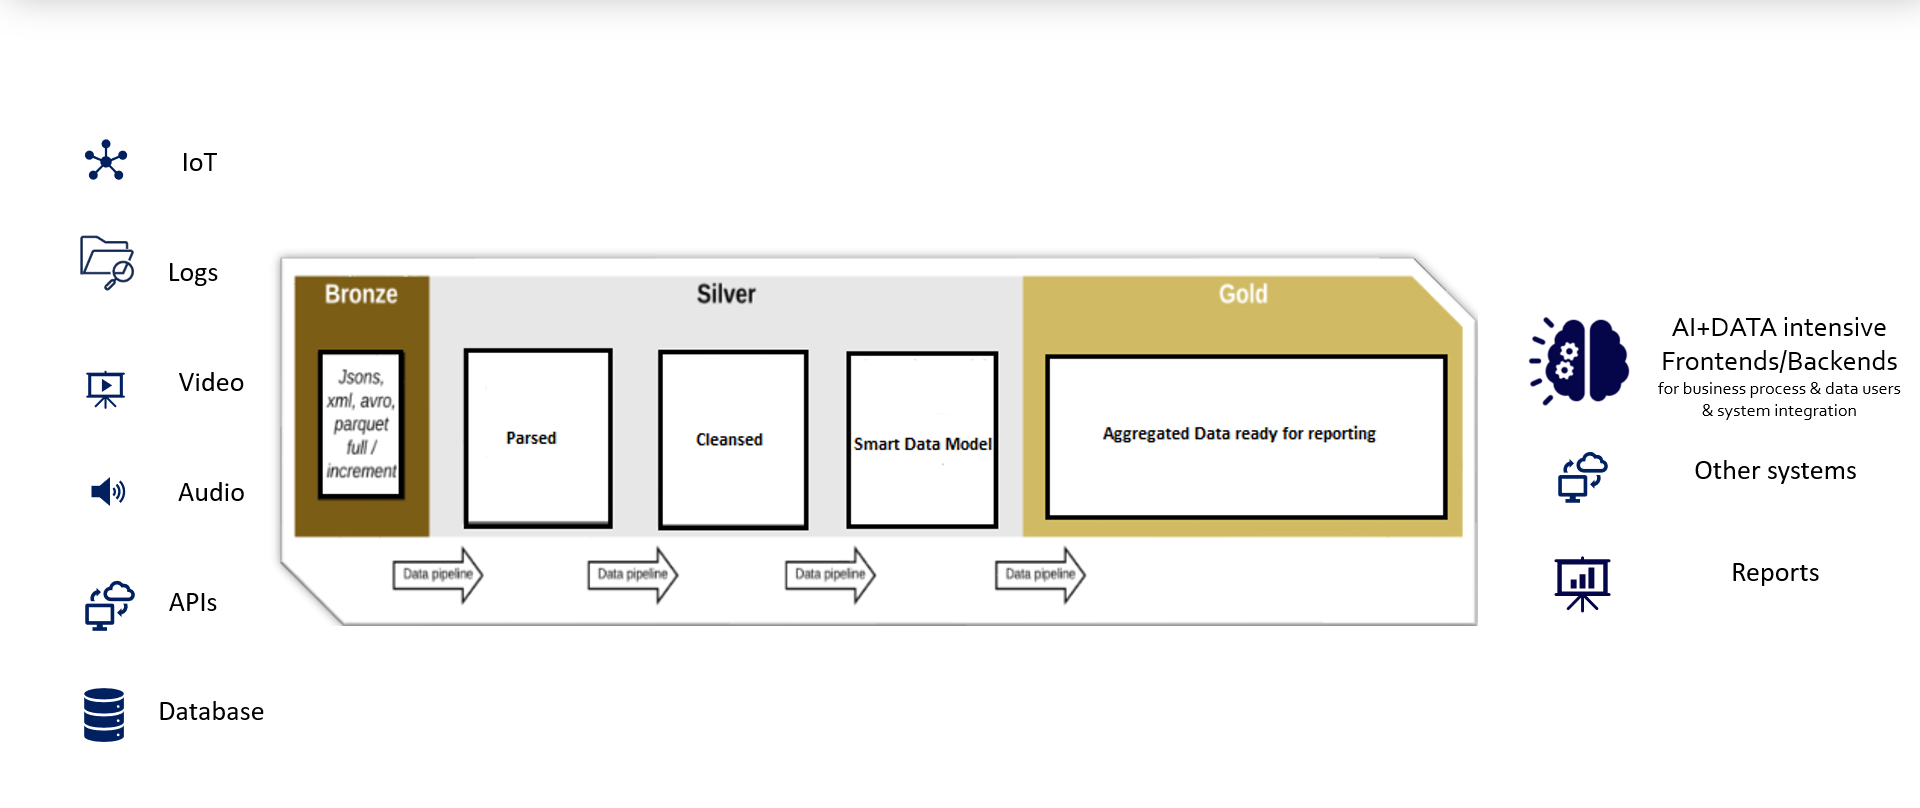 IoT
Logs
Video
Audio
APIs
Database
Bronze
Jsons,
xml, avro,
parquet
full /
increment
Silver
Parsed
Cleansed
Smart Data Model
Gold
Aggregated Data ready for reporting
Data pipeline
Data pipeline
Data pipeline
Data pipeline
AI+DATA intensive
Frontends/Backends
for business process & data users
& system integration
Other systems
Reports